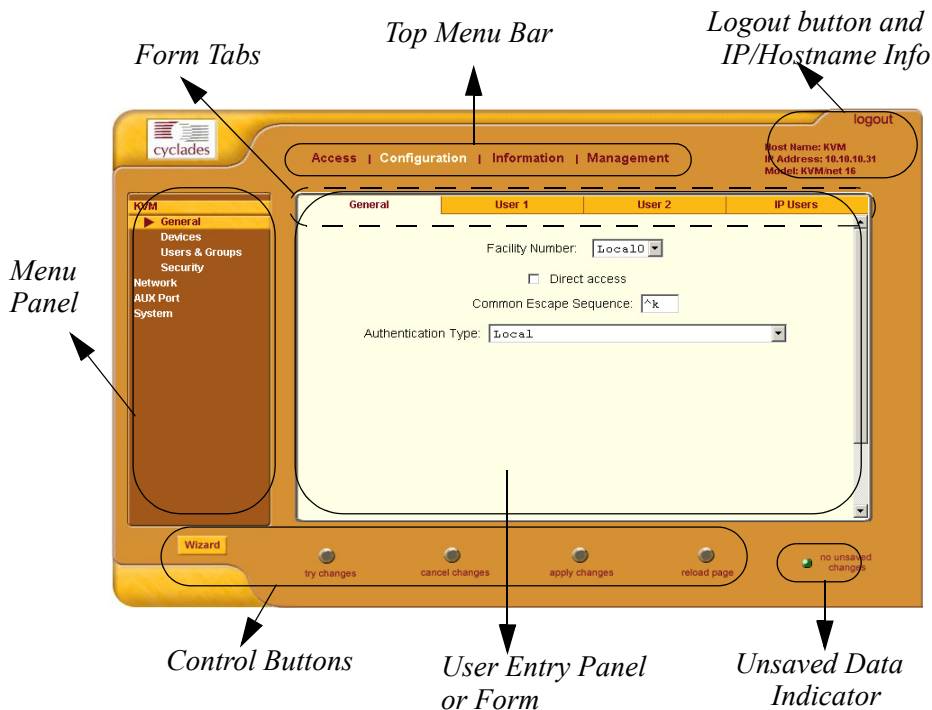 Form Tabs
Top Menu Bar
Logout button and
IP/Hostname Info
cyclades
logout
Access | Configuration | Information | Management
Host Name: KVM
IP Address: 10.10.10.31
Model: KVM/net 16
KVM
General
Devices
Users & Groups
Security
Network
AUX Port
System
General
User 1
User 2
IP Users
Facility Number: Local0
Direct access
Common Escape Sequence: ^k
Authentication Type: Local
Menu
Panel
Wizard
try changes
cancel changes
apply changes
reload page
no unsaved
changes
Control Buttons
User Entry Panel
or Form
Unsaved Data
Indicator